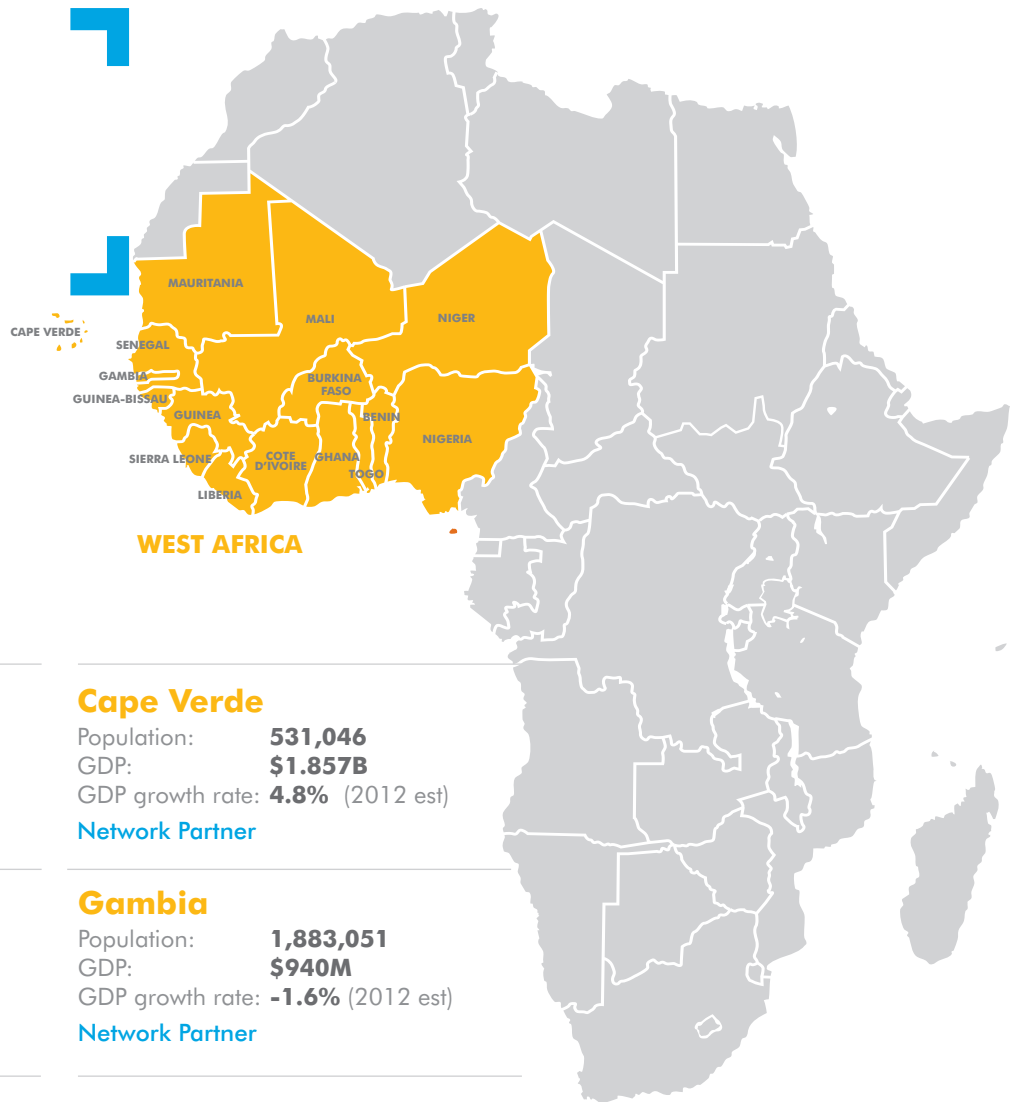 MAURITANIA
MALI
NIGER
CAPE VERDE
SENEGAL
GAMBIA
GUINEA-BISSAU
BURKINA
FASO
GUINEA
BENIN
NIGERIA
SIERRA LEONE
COTE
D'IVOIRE
GHANA
TOGO
LIBERIA
WEST AFRICA
Cape Verde
Population: 531,046
GDP: $1.857B
GDP growth rate: 4.8% (2012 est)
Network Partner
Gambia
Population: 1,883,051
GDP: $940M
GDP growth rate: -1.6% (2012 est)
Network Partner